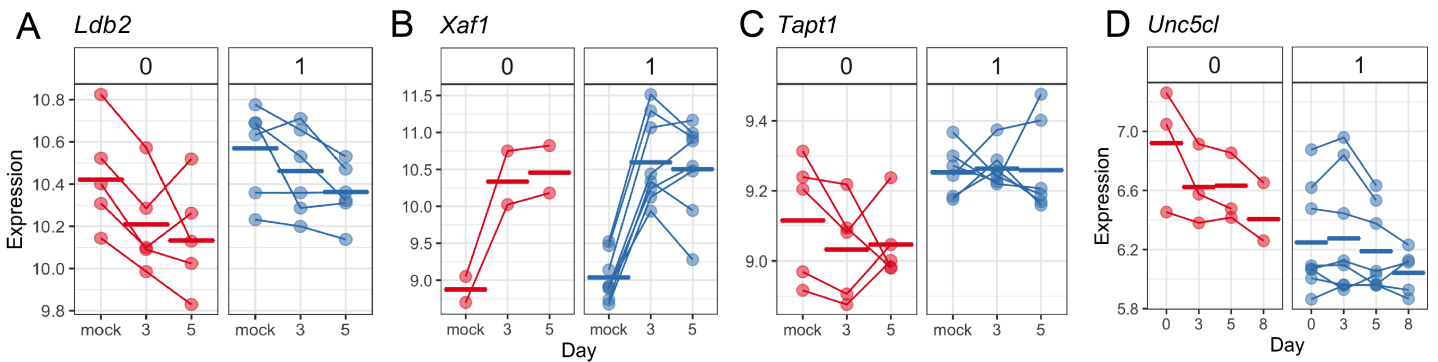 A Ldb2
0 1
Expression
10.8
10.6
10.4
10.2
10.0
9.8
mock 3 5 mock 3 5
B Xaf1
0 1
11.5
11.0
10.5
10.0
9.5
9.0
mock 3 5 mock 3 5
Day
C Tapt1
0 1
9.4
9.2
9.0
mock 3 5 mock 3 5
D Unc5cl
0 1
Expression
7.0
6.6
6.2
5.8
0 3 5 8 0 3 5 8
Day